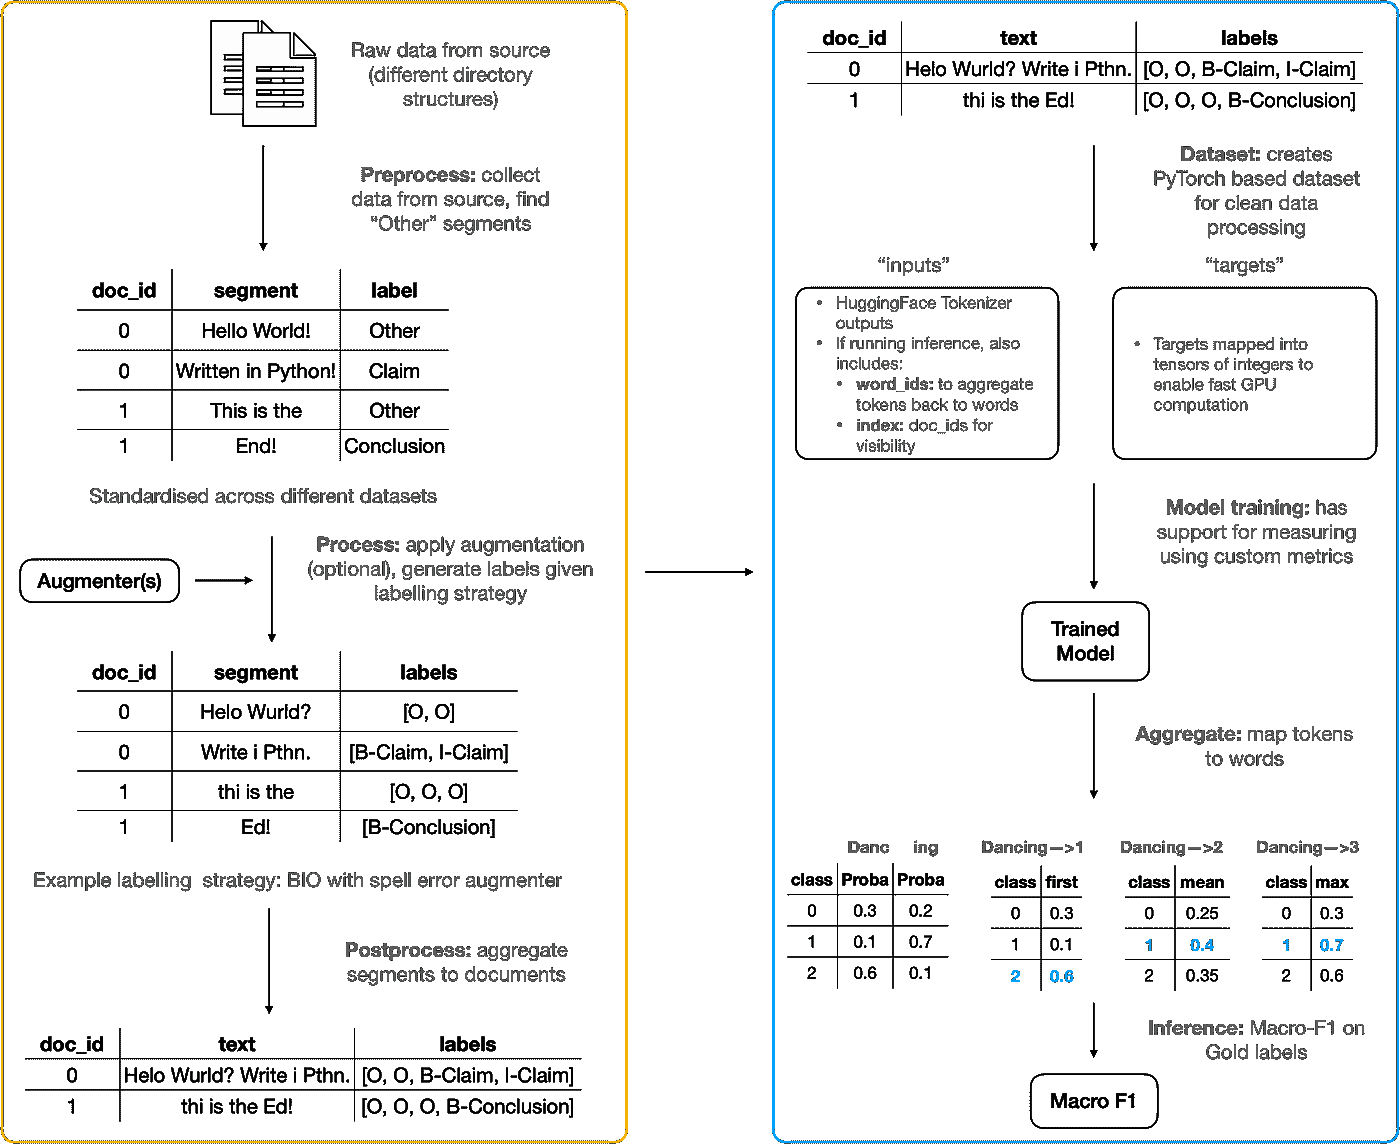 Raw data from source
(different directory
structures)
Preprocess: collect
data from source, find
“Other” segments
doc_id segment label
0 Hello World! Other
0 Written in Python! Claim
1 This is the Other
1 End! Conclusion
Standardised across different datasets
Augmenter(s)
Process: apply augmentation
(optional), generate labels given
labelling strategy
doc_id segment labels
0 Helo Wurld? [O, O]
0 Write i Pthn. [B-Claim, I-Claim]
1 thi is the [O, O, O]
1 Ed! [B-Conclusion]
Example labelling strategy: BIO with spell error augmenter
Postprocess: aggregate
segments to documents
doc_id text labels
0 Helo Wurld? Write i Pthn. [O, O, B-Claim, I-Claim]
1 thi is the Ed! [O, O, O, B-Conclusion]
doc_id text labels
0 Helo Wurld? Write i Pthn. [O, O, B-Claim, I-Claim]
1 thi is the Ed! [O, O, O, B-Conclusion]
Dataset: creates
PyTorch based dataset
for clean data
processing
“inputs”
• HuggingFace Tokenizer
outputs
• If running inference, also
includes:
• word_ids: to aggregate
tokens back to words
• index: doc_ids for
visibility
“targets”
• Targets mapped into
tensors of integers to
enable fast GPU
computation
Model training: has
support for measuring
using custom metrics
Trained
Model
Aggregate: map tokens
to words
Danc ing
class Proba Proba
0 0.3 0.2
1 0.1 0.7
2 0.6 0.1
Dancing—>1
class first
0 0.3
1 0.1
2 0.6
Dancing—>2
class mean
0 0.25
1 0.4
2 0.35
Dancing—>3
class max
0 0.3
1 0.7
2 0.6
Inference: Macro-F1 on
Gold labels
Macro F1